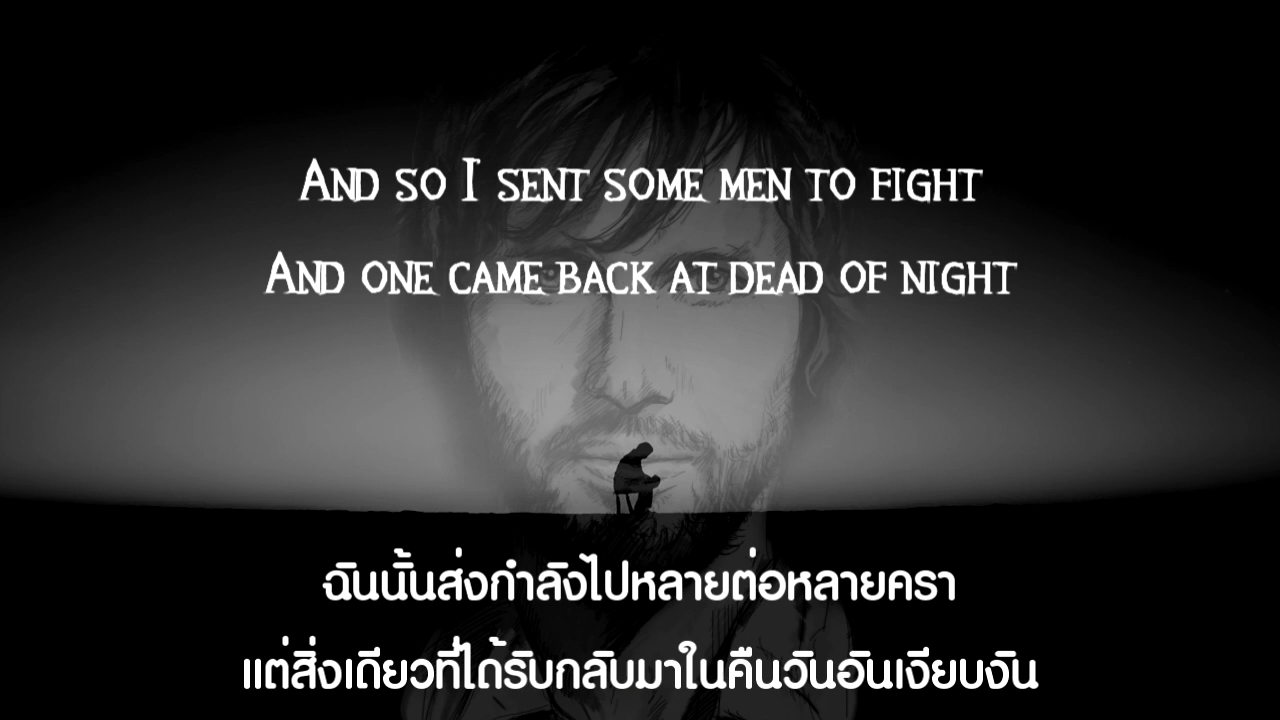 And so I sent some men to fight
And one came back at dead of night
ฉันนั้นส่งกำลังไปหลายต่อหลายครา
แต่สิ่งเดียวที่ได้รับกลับมาในคืนวันอันเงียบงัน